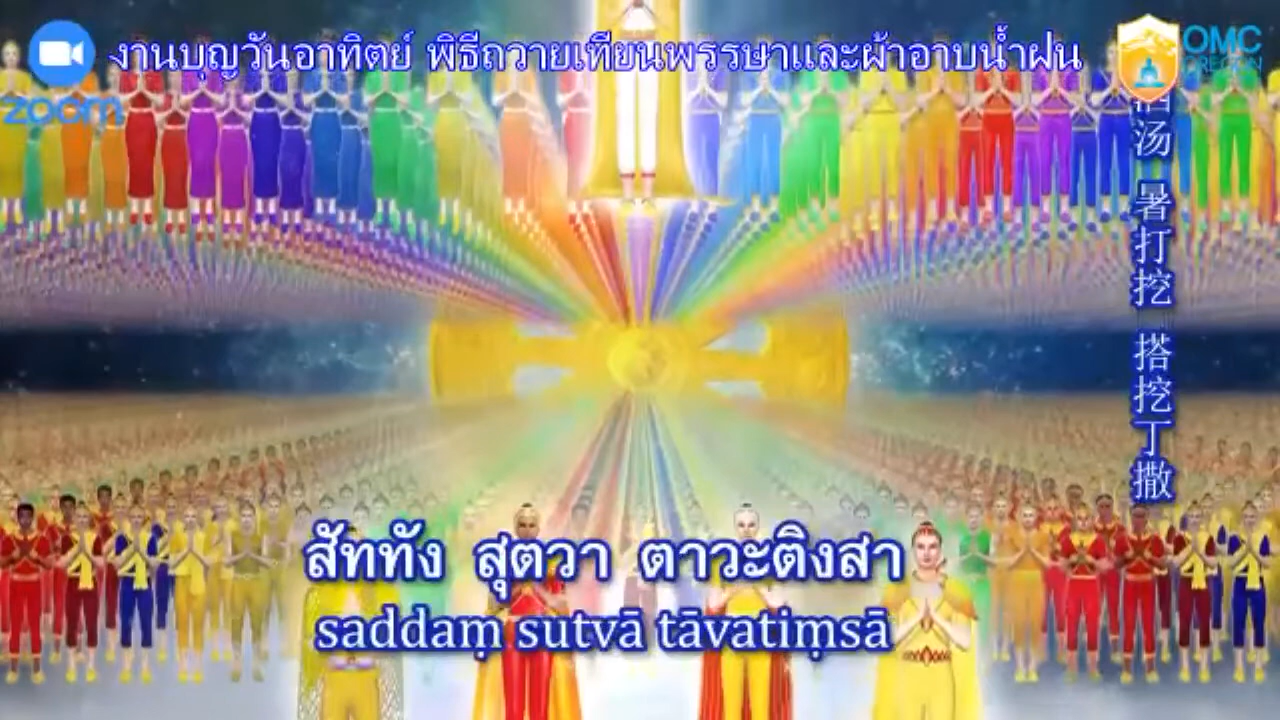 zoom
งานบุญวันอาทิตย์ พิธีถวายเทียนพรรษาและผ้าอาบน้ำฝน
OMC
OREGON
汤 暑打挖 搭挖丁撒
สัททัง สุตวา ตาวะติงสา
saddaṃ sutvā tāvatiṃsā